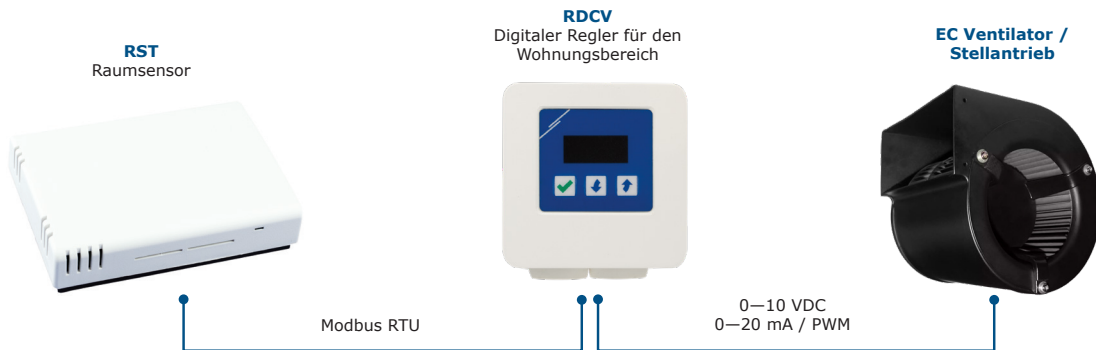 RST
Raumsensor
RDCV
Digitaler Regler für den
Wohnungsbereich
EC Ventilator /
Stellantrieb
Modbus RTU
0—10 VDC
0—20 mA / PWM